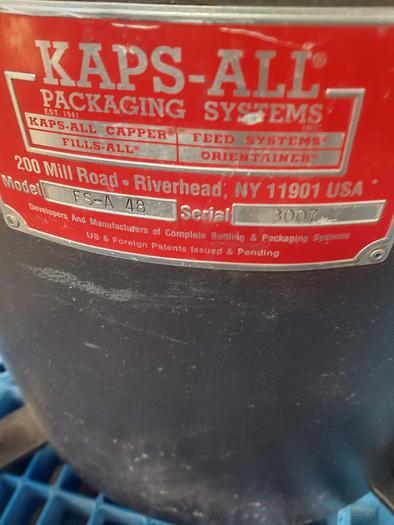 KAPS-ALL®
PACKAGING SYSTEMS
EST. 1941 INC.
KAPS-ALL CAPPER® FEED SYSTEMS®
FILLS-ALL® ORIENTAINER®
200 Mill Road • Riverhead, NY 11901 USA
Model FS-A 48 Serial 3007
Developers And Manufacturers of Complete Bottling & Packaging Systems
US & Foreign Patents Issued & Pending